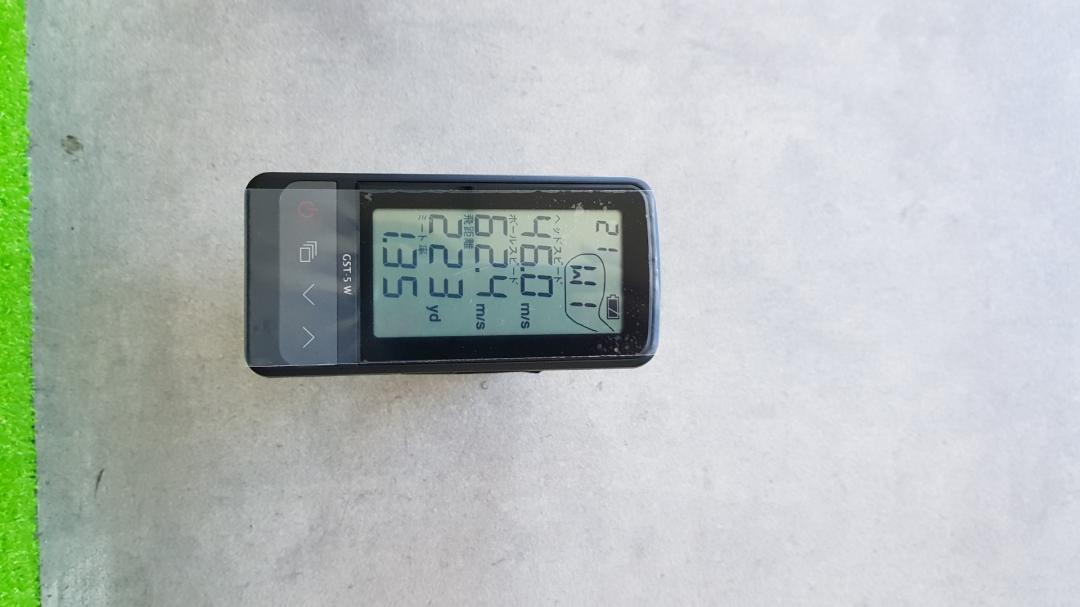 21
W1
ヘッドスピード
46.0 m/s
ボールスピード
62.4 m/s
飛距離
223 yd
ミート率
1.35
GST-5 W